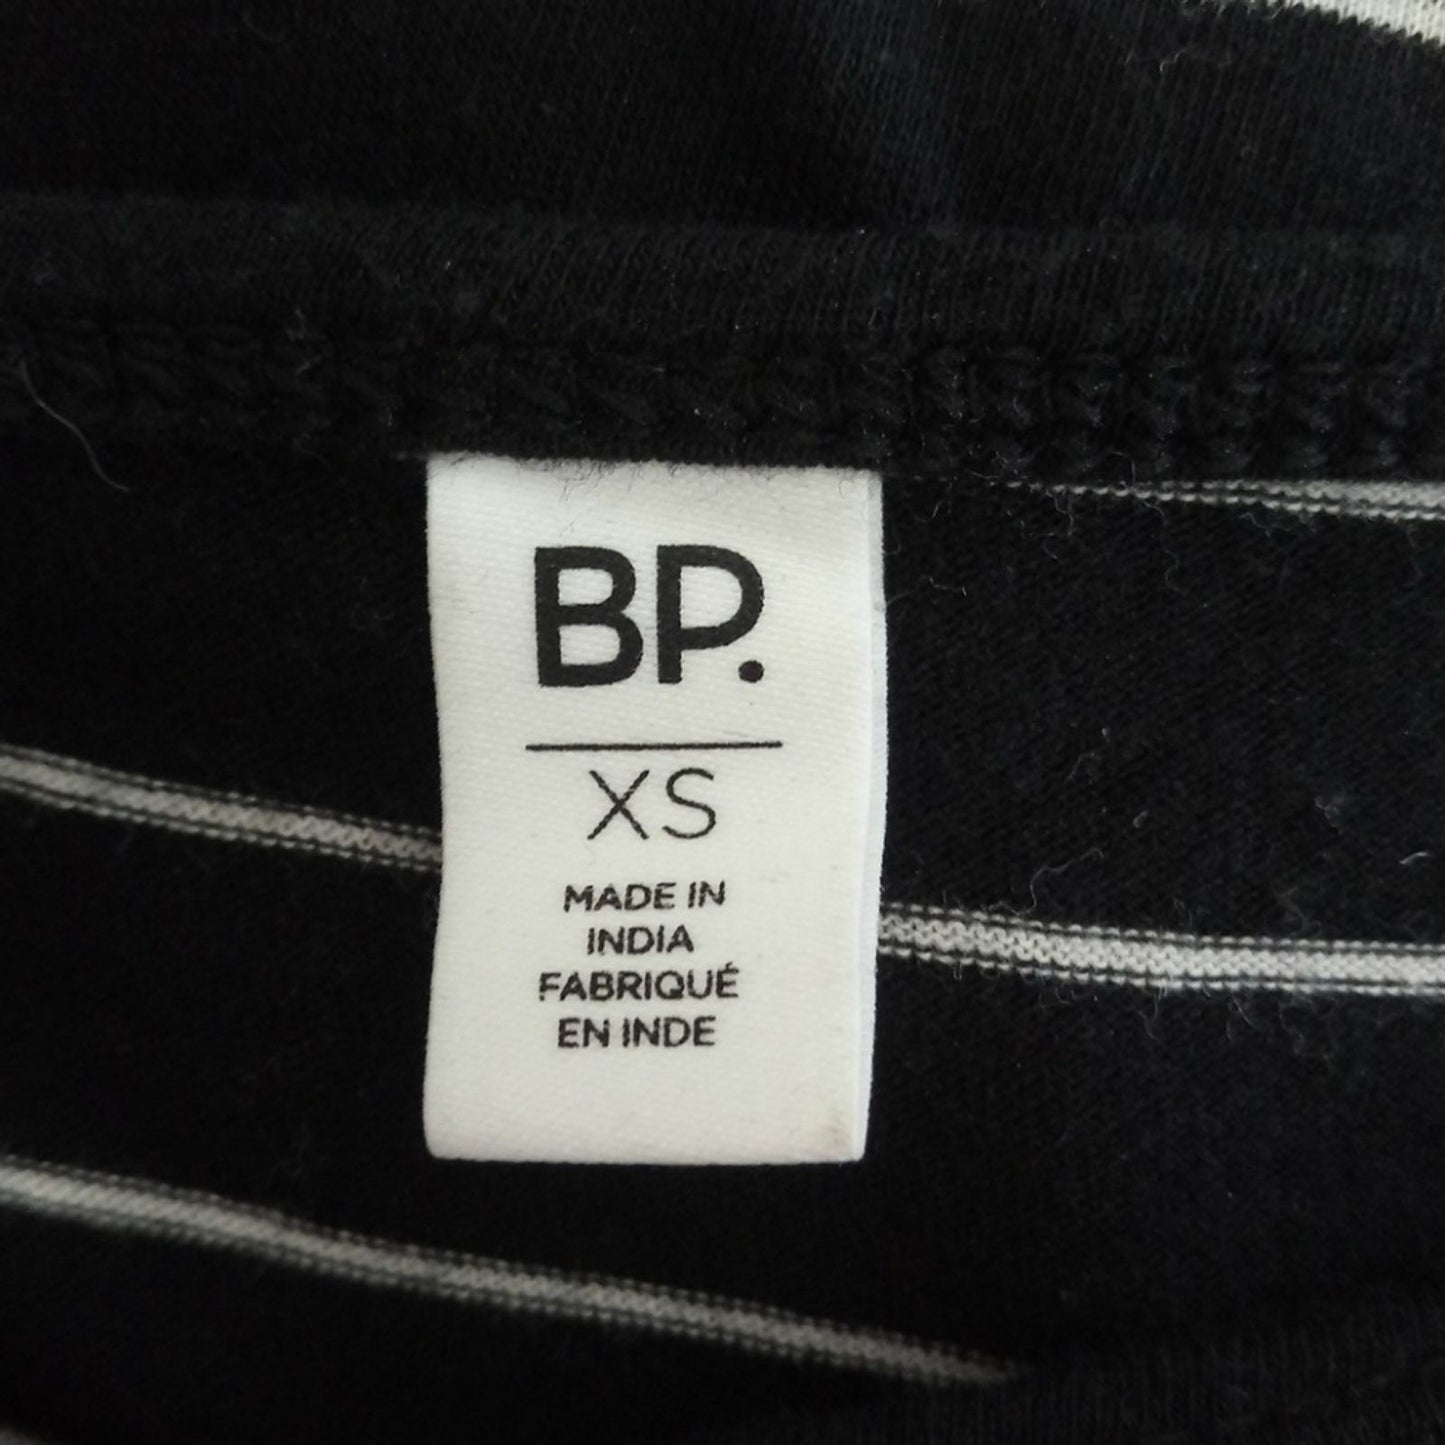 BP.
XS
MADE IN
INDIA
FABRIQUÉ
EN INDE